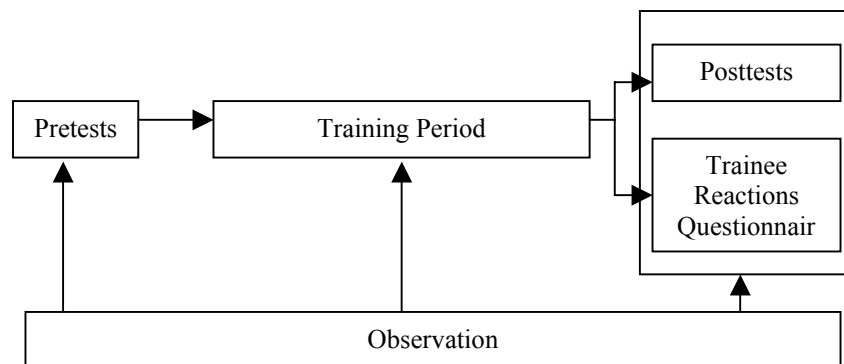 Pretests
Training Period
Posttests
Trainee
Reactions
Questionnair
Observation